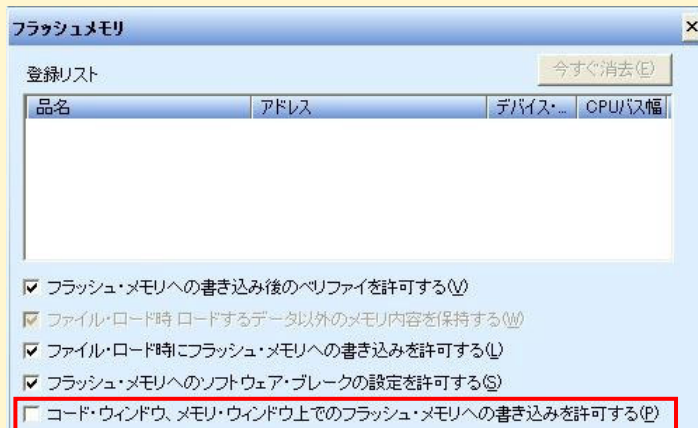 フラッシュメモリ
登録リスト
今すぐ消去(E)
品名 アドレス デバイス・... CPUバス幅
フラッシュ・メモリへの書き込み後のベリファイを許可する(V)
ファイル・ロード時 ロードするデータ以外のメモリ内容を保持する(W)
ファイル・ロード時にフラッシュ・メモリへの書き込みを許可する(L)
フラッシュ・メモリへのソフトウェア・ブレークの設定を許可する(S)
コード・ウィンドウ、メモリ・ウィンドウ上でのフラッシュ・メモリへの書き込みを許可する(P)